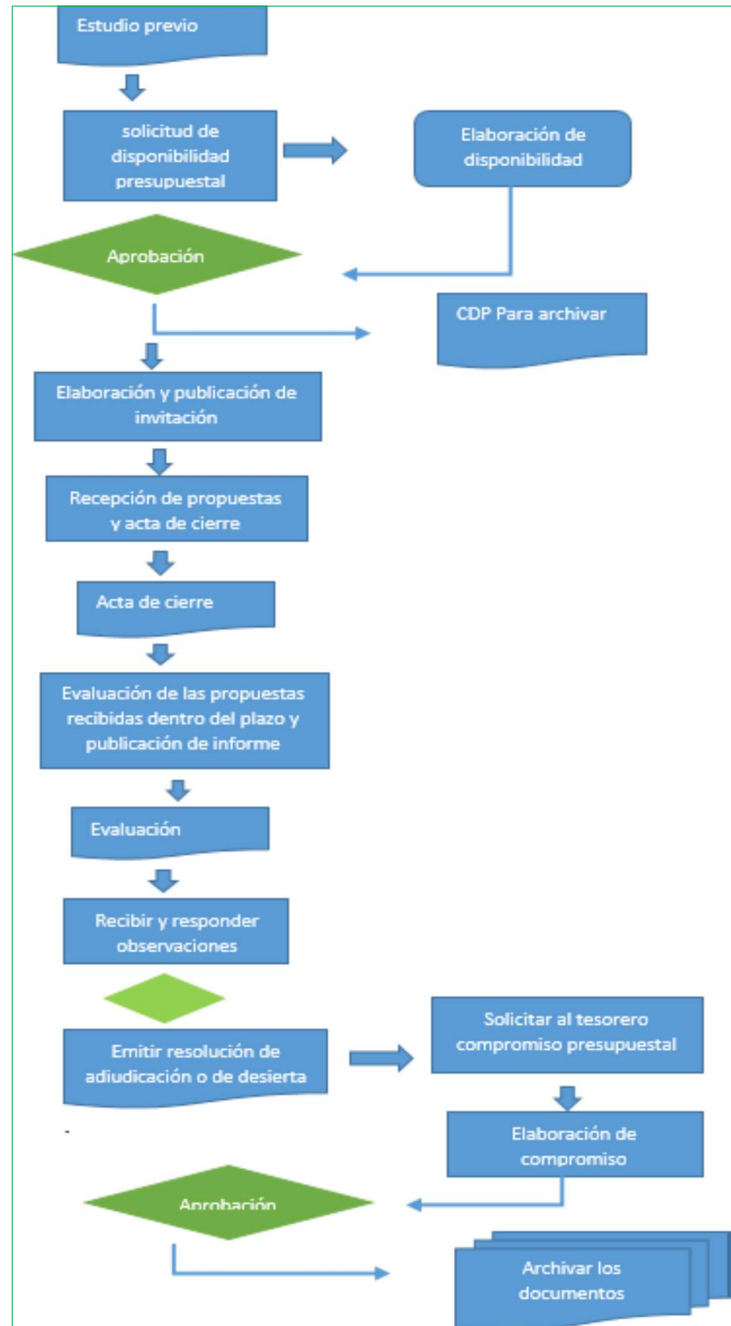 Estudio previo
solicitud de
disponibilidad
presupuestal
Elaboración de
disponibilidad
Aprobación
CDP Para archivar
Elaboración y publicación de
invitación
Recepción de propuestas
y acta de cierre
Acta de cierre
Evaluación de las propuestas
recibidas dentro del plazo y
publicación de informe
Evaluación
Recibir y responder
observaciones
Emitir resolución de
adjudicación o de desierta
Solicitar al tesorero
compromiso presupuestal
Elaboración de
compromiso
Aprobación
Archivar los
documentos